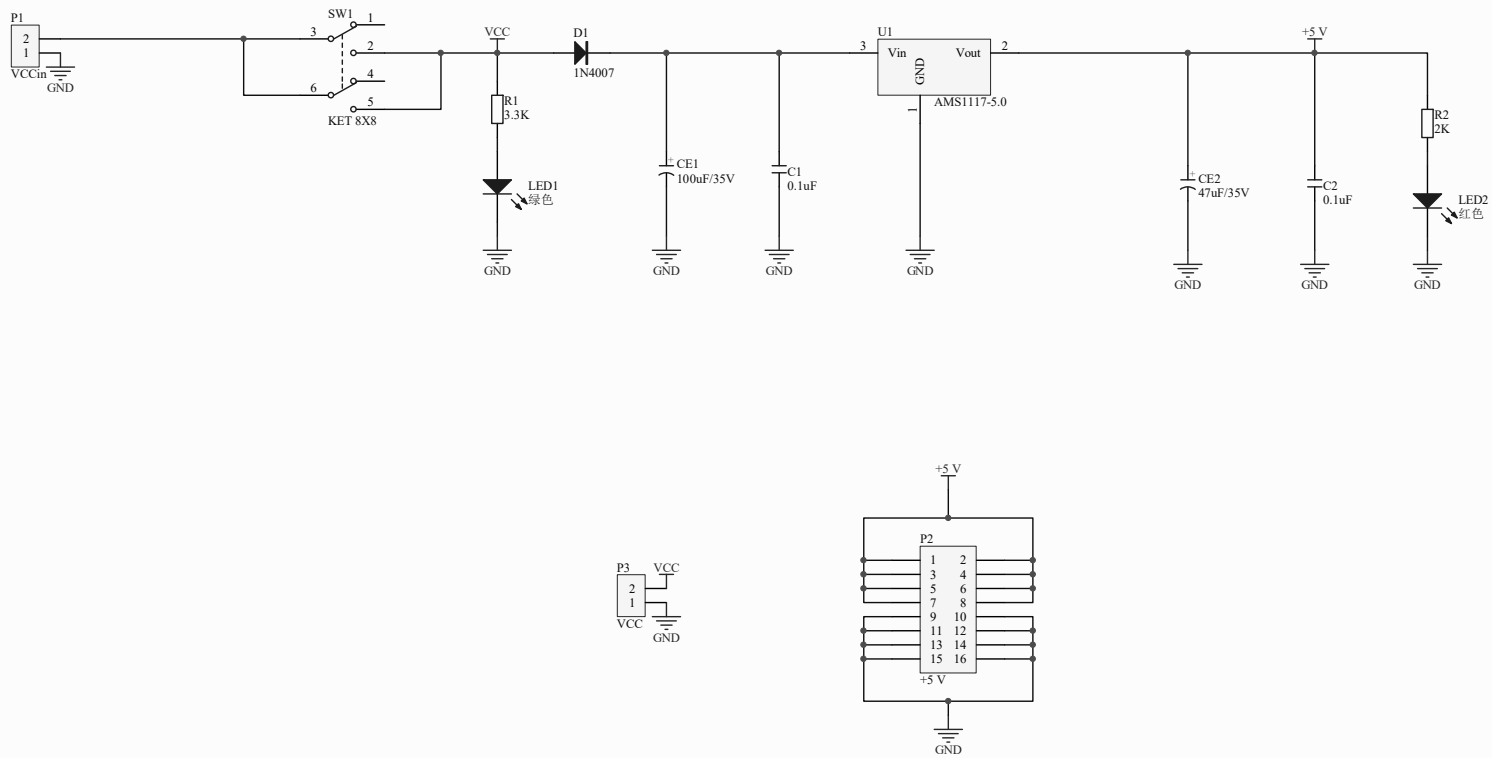 P1
2
1
VCCin
GND
SW1
3
1
2
6
4
5
KET 8X8
VCC
R1
3.3K
LED1
绿色
GND
D1
1N4007
+
CE1
100uF/35V
GND
C1
0.1uF
GND
U1
3
Vin
Vout
2
GND
1
AMS1117-5.0
GND
+
CE2
47uF/35V
GND
+5 V
C2
0.1uF
GND
R2
2K
LED2
红色
GND
P3
VCC
2
1
VCC
GND
+5 V
P2
1 2
3 4
5 6
7 8
9 10
11 12
13 14
15 16
+5 V
GND